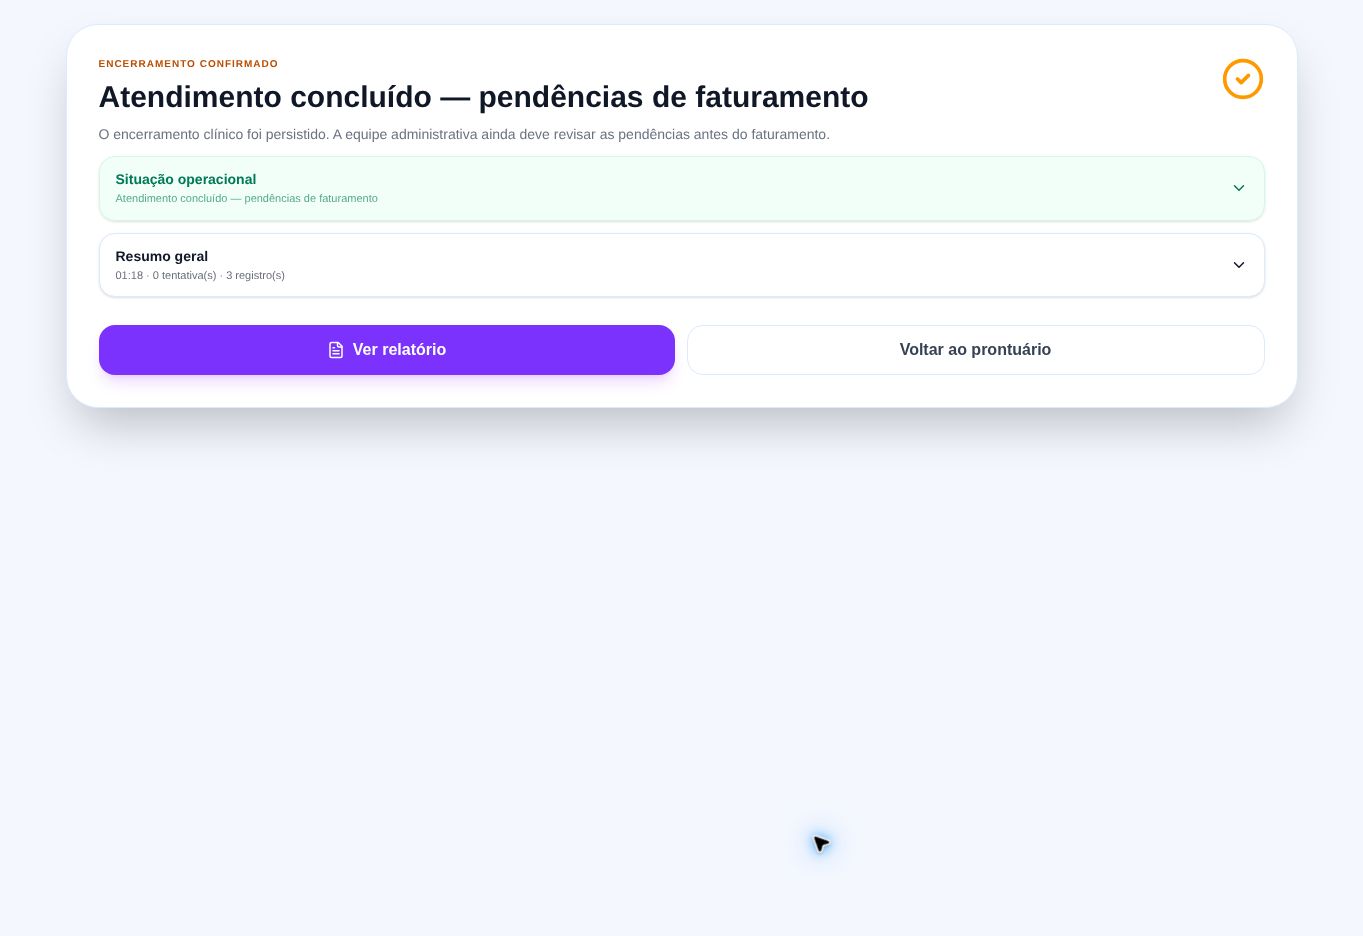 ENCERRAMENTO CONFIRMADO
Atendimento concluído — pendências de faturamento
O encerramento clínico foi persistido. A equipe administrativa ainda deve revisar as pendências antes do faturamento.
Situação operacional
Atendimento concluído — pendências de faturamento
Resumo geral
01:18 · 0 tentativa(s) · 3 registro(s)
Ver relatório
Voltar ao prontuário